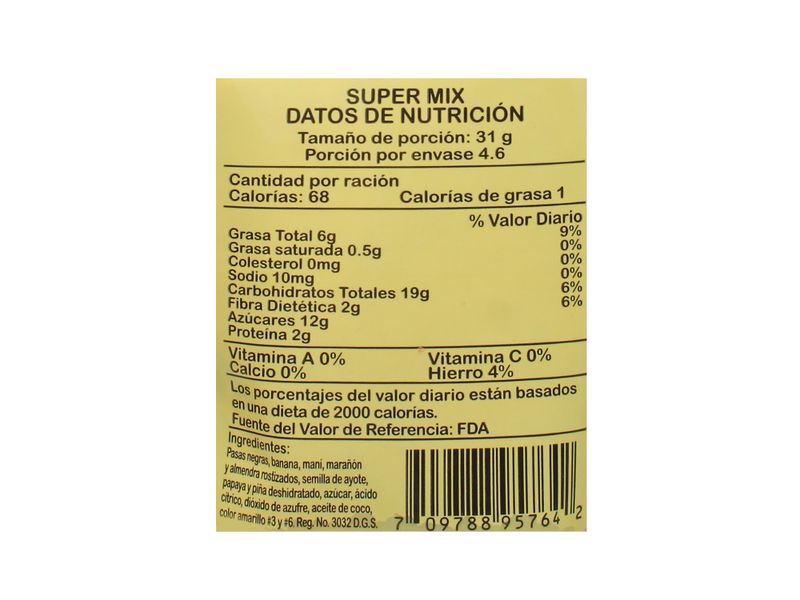 SUPER MIX
DATOS DE NUTRICIÓN
Tamaño de porción: 31 g
Porción por envase 4.6
Cantidad por ración
Calorías: 68 Calorías de grasa 1
% Valor Diario
Grasa Total 6g 9%
Grasa saturada 0.5g 0%
Colesterol 0mg 0%
Sodio 10mg 0%
Carbohidratos Totales 19g 6%
Fibra Dietética 2g 6%
Azúcares 12g
Proteína 2g
Vitamina A 0% Vitamina C 0%
Calcio 0% Hierro 4%
Los porcentajes del valor diario están basados
en una dieta de 2000 calorías.
Fuente del Valor de Referencia: FDA
Ingredientes:
Pasas negras, banana, maní, marañón
y almendra rostizados, semilla de ayote,
papaya y piña deshidratado, azúcar, ácido
cítrico, dióxido de azufre, aceite de coco,
color amarillo #3 y #6. Reg. No. 3032 D.G.S.
7 09788 95764 2